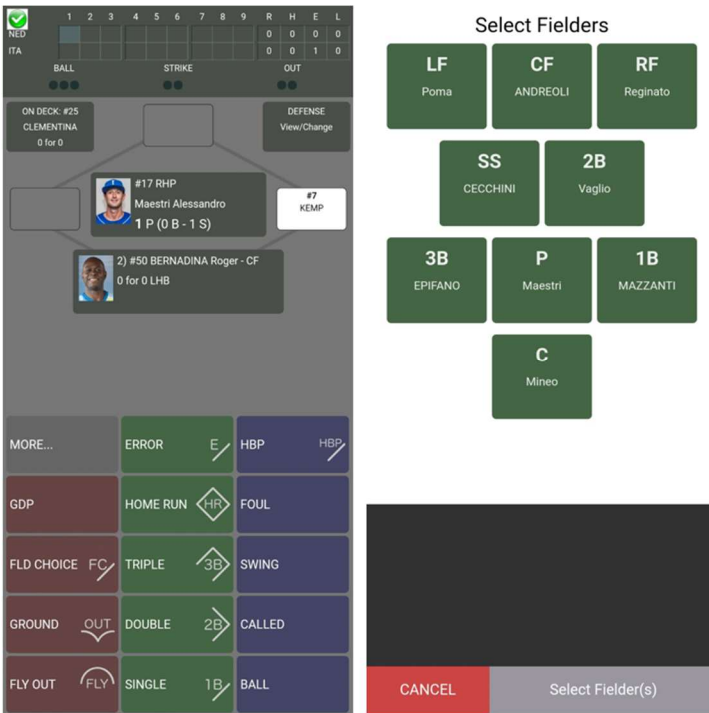 1 2 3 4 5 6 7 8 9 R H E L
NED 0 0 0 0
ITA 0 0 1 0
BALL STRIKE OUT
ON DECK: #25
CLEMENTINA
0 for 0
DEFENSE
View/Change
#17 RHP
Maestri Alessandro
1 P (0 B - 1 S)
#7
KEMP
2) #50 BERNADINA Roger - CF
0 for 0 LHB
MORE... ERROR E HBP HBP
GDP HOME RUN HR FOUL
FLD CHOICE FC TRIPLE 3B SWING
GROUND OUT DOUBLE 2B CALLED
FLY OUT FLY SINGLE 1B BALL
Select Fielders
LF CF RF
Poma ANDREOLI Reginato
SS 2B
CECCHINI Vaglio
3B P 1B
EPIFANO Maestri MAZZANTI
C
Mineo
CANCEL Select Fielder(s)